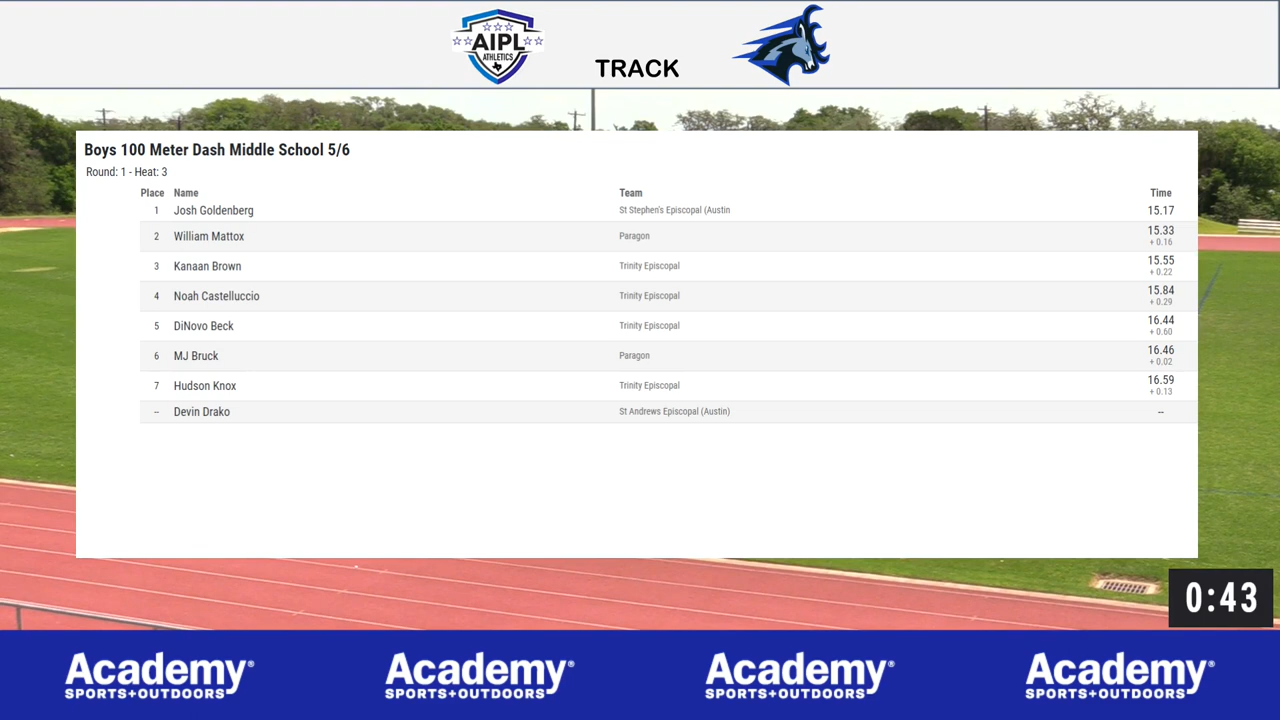 AIPL
ATHLETICS
TRACK
Boys 100 Meter Dash Middle School 5/6
Round: 1 - Heat: 3
Place Name Team Time
1 Josh Goldenberg St Stephen's Episcopal (Austin 15.17
2 William Mattox Paragon 15.33
+ 0.16
3 Kanaan Brown Trinity Episcopal 15.55
+ 0.22
4 Noah Castelluccio Trinity Episcopal 15.84
+ 0.29
5 DiNovo Beck Trinity Episcopal 16.44
+ 0.60
6 MJ Bruck Paragon 16.46
+ 0.02
7 Hudson Knox Trinity Episcopal 16.59
+ 0.13
-- Devin Drako St Andrews Episcopal (Austin) --
0:43
Academy Academy Academy Academy
SPORTS+OUTDOORS SPORTS+OUTDOORS SPORTS+OUTDOORS SPORTS+OUTDOORS